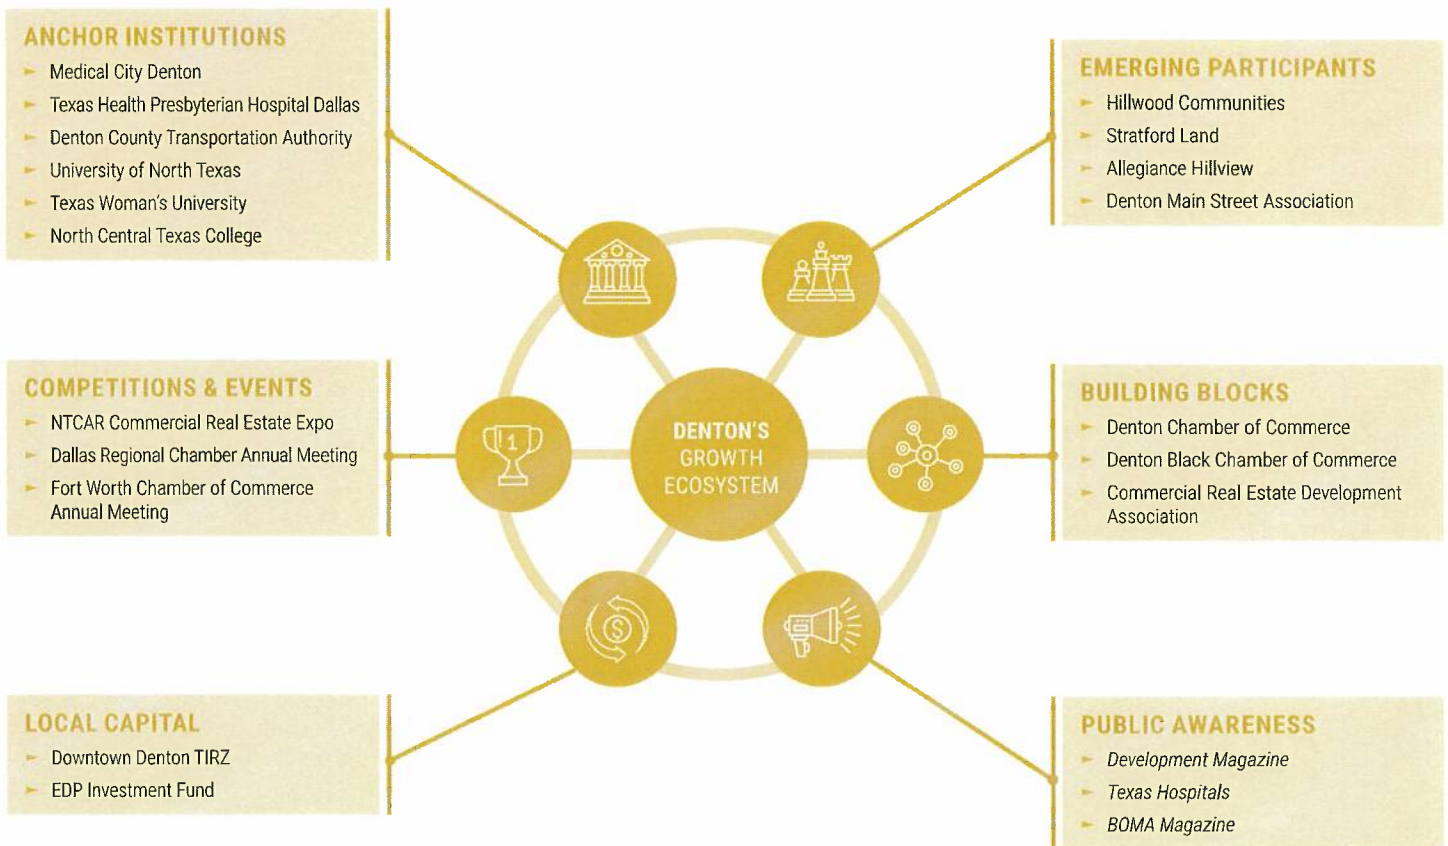 ANCHOR INSTITUTIONS
Medical City Denton
Texas Health Presbyterian Hospital Dallas
Denton County Transportation Authority
University of North Texas
Texas Woman's University
North Central Texas College
EMERGING PARTICIPANTS
Hillwood Communities
Stratford Land
Allegiance Hillview
Denton Main Street Association
COMPETITIONS & EVENTS
NTCAR Commercial Real Estate Expo
Dallas Regional Chamber Annual Meeting
Fort Worth Chamber of Commerce
Annual Meeting
1
DENTON'S
GROWTH
ECOSYSTEM
BUILDING BLOCKS
Denton Chamber of Commerce
Denton Black Chamber of Commerce
Commercial Real Estate Development
Association
$
LOCAL CAPITAL
Downtown Denton TIRZ
EDP Investment Fund
PUBLIC AWARENESS
Development Magazine
Texas Hospitals
BOMA Magazine